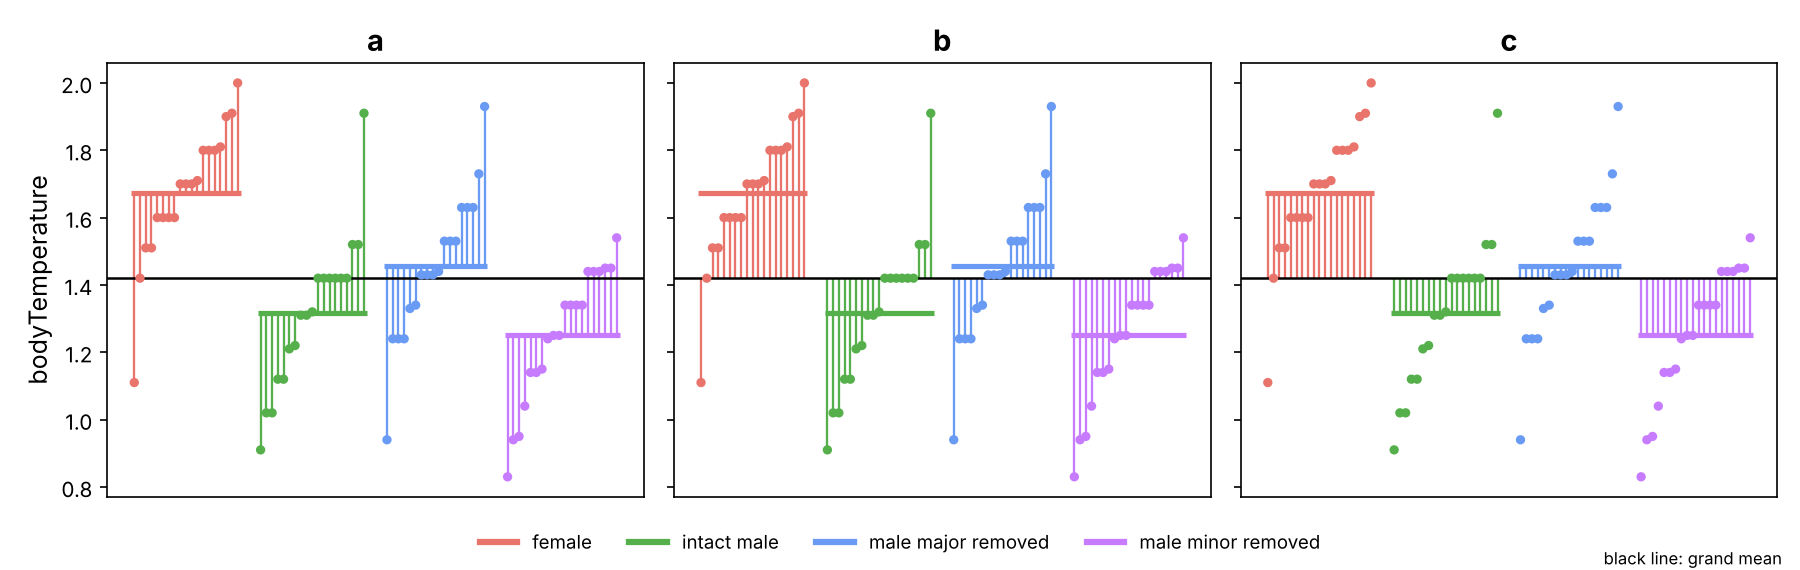 a b c
bodyTemperature
2.0
1.8
1.6
1.4
1.2
1.0
0.8
female intact male male major removed male minor removed
black line: grand mean